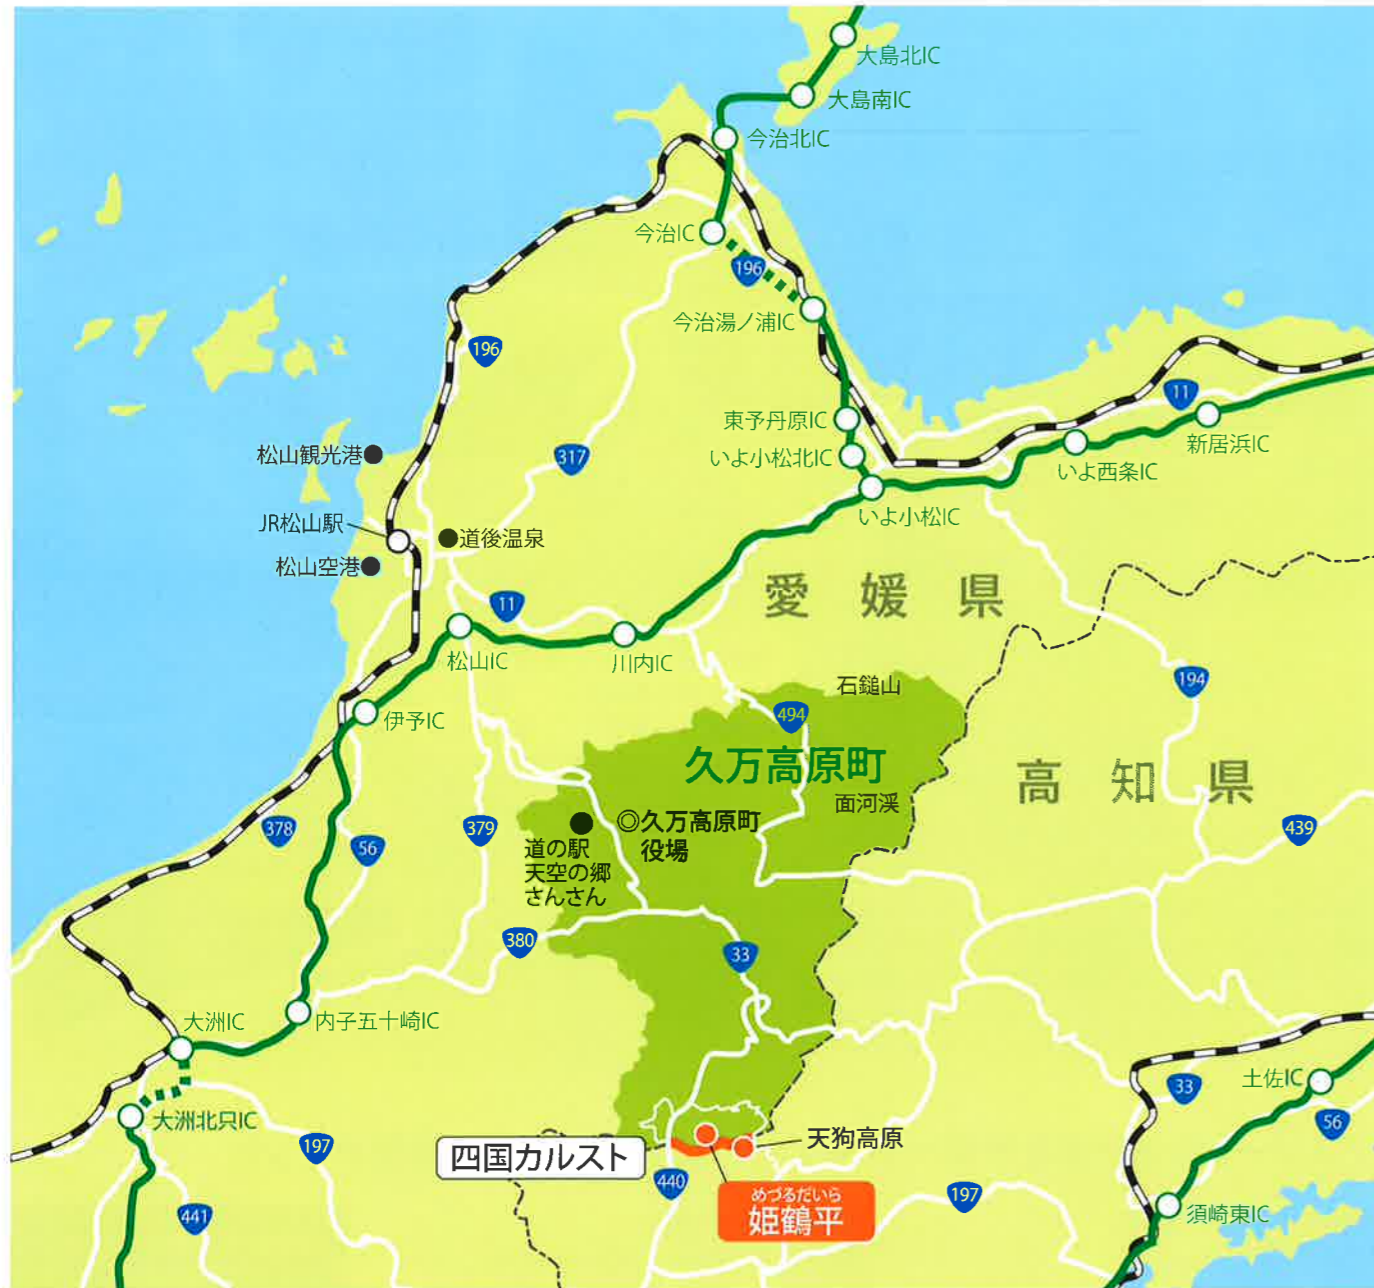 大島北IC
大島南IC
今治北IC
今治IC
196
今治湯ノ浦IC
196
11
東予丹原IC
新居浜IC
松山観光港
317
いよ小松北IC
いよ西条IC
いよ小松IC
JR松山駅
道後温泉
松山空港
愛媛県
11
松山IC
川内IC
石鎚山
194
伊予IC
494
久万高原町
高知県
面河渓
378
56
379
◎久万高原町
役場
439
道の駅
天空の郷
さんさん
380
33
大洲IC
内子五十崎IC
土佐IC
33
大洲北只IC
56
天狗高原
197
四国カルスト
440
めづるだいら
姫鶴平
197
441
須崎東IC